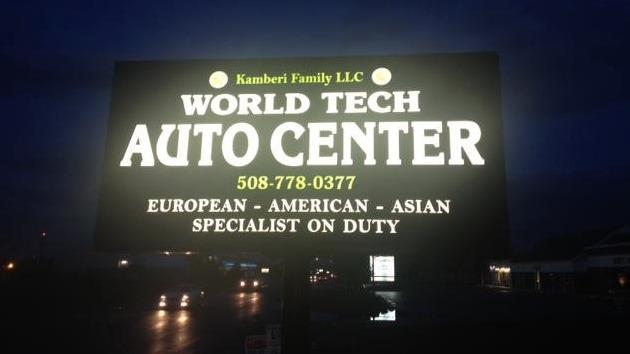 Kamberi Family LLC
WORLD TECH
AUTO CENTER
508-778-0377
EUROPEAN - AMERICAN - ASIAN
SPECIALIST ON DUTY